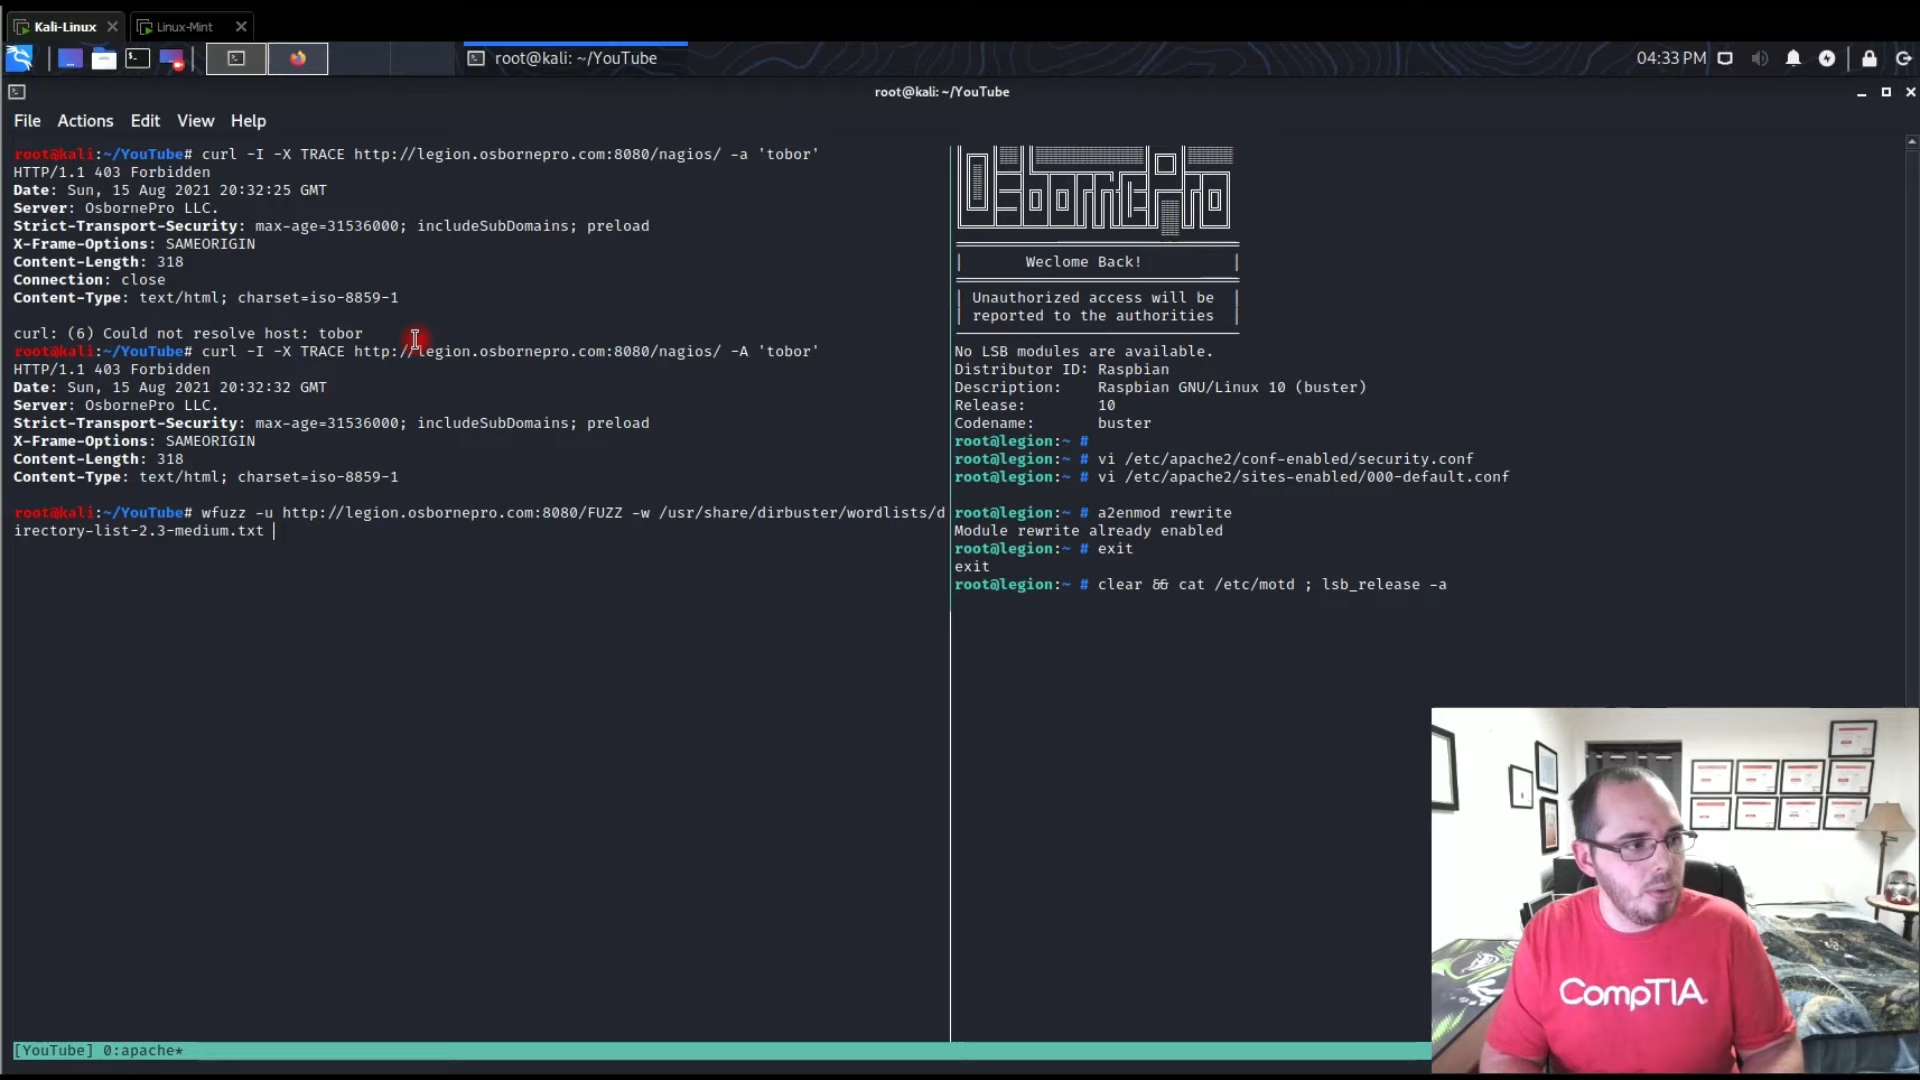 Kali-Linux
Linux-Mint
root@kali: ~/YouTube
04:33 PM
root@kali: ~/YouTube
File Actions Edit View Help
root@kali:~/YouTube# curl -I -X TRACE http://legion.osbornepro.com:8080/nagios/ -a 'tobor'
HTTP/1.1 403 Forbidden
Date: Sun, 15 Aug 2021 20:32:25 GMT
Server: OsbornePro LLC.
Strict-Transport-Security: max-age=31536000; includeSubDomains; preload
X-Frame-Options: SAMEORIGIN
Content-Length: 318
Connection: close
Content-Type: text/html; charset=iso-8859-1
curl: (6) Could not resolve host: tobor
root@kali:~/YouTube# curl -I -X TRACE http://legion.osbornepro.com:8080/nagios/ -A 'tobor'
HTTP/1.1 403 Forbidden
Date: Sun, 15 Aug 2021 20:32:32 GMT
Server: OsbornePro LLC.
Strict-Transport-Security: max-age=31536000; includeSubDomains; preload
X-Frame-Options: SAMEORIGIN
Content-Length: 318
Content-Type: text/html; charset=iso-8859-1
root@kali:~/YouTube# wfuzz -u http://legion.osbornepro.com:8080/FUZZ -w /usr/share/dirbuster/wordlists/d
irectory-list-2.3-medium.txt
OsbornePro
Weclome Back!
Unauthorized access will be
reported to the authorities
No LSB modules are available.
Distributor ID: Raspbian
Description: Raspbian GNU/Linux 10 (buster)
Release: 10
Codename: buster
root@legion:~ #
root@legion:~ # vi /etc/apache2/conf-enabled/security.conf
root@legion:~ # vi /etc/apache2/sites-enabled/000-default.conf
root@legion:~ # a2enmod rewrite
Module rewrite already enabled
root@legion:~ # exit
exit
root@legion:~ # clear && cat /etc/motd ; lsb_release -a
CompTIA.
[YouTube] 0:apache*